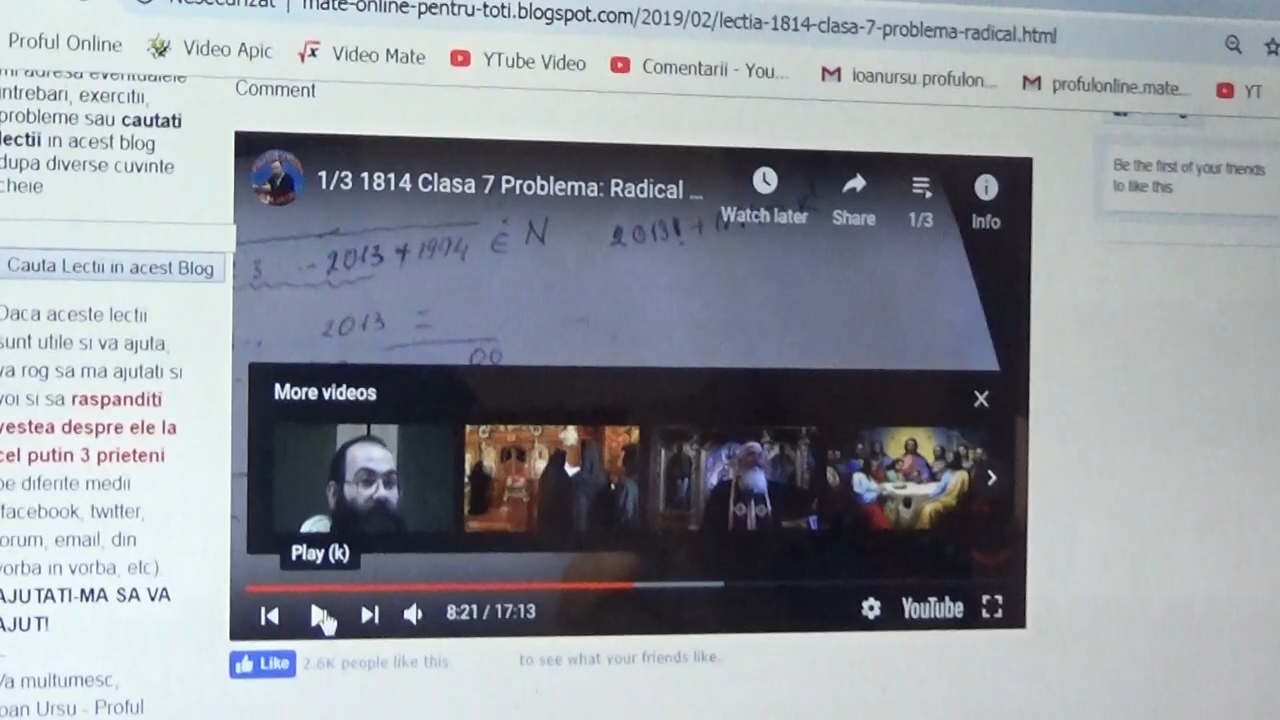 mate-online-pentru-toti.blogspot.com/2019/02/lectia-1814-clasa-7-problema-radical.html
Proful Online Video Apic Video Mate YTube Video Comentarii - You... ioanursu.profulon... profulonline.mate... YT
intrebari, exercitii,
probleme sau cautati
lectii in acest blog
dupa diverse cuvinte
cheie
Cauta Lectii in acest Blog
Daca aceste lectii
sunt utile si va ajuta,
va rog sa ma ajutati si
voi si sa raspanditi
vestea despre ele la
cel putin 3 prieteni
pe diferite medii
facebook, twitter,
forum, email, din
vorba in vorba, etc)
AJUTATI-MA SA VA
AJUT!
Va multumesc,
Ioan Ursu - Proful
Comment
1/3 1814 Clasa 7 Problema: Radical ...
Watch later
Share
1/3
Info
3 ... 2013 + 1974 ∈ N
2013! +
2013 =
00
More videos
Play (k)
8:21 / 17:13
YouTube
Like 2.6K people like this
to see what your friends like.
Be the first of your friends
to like this